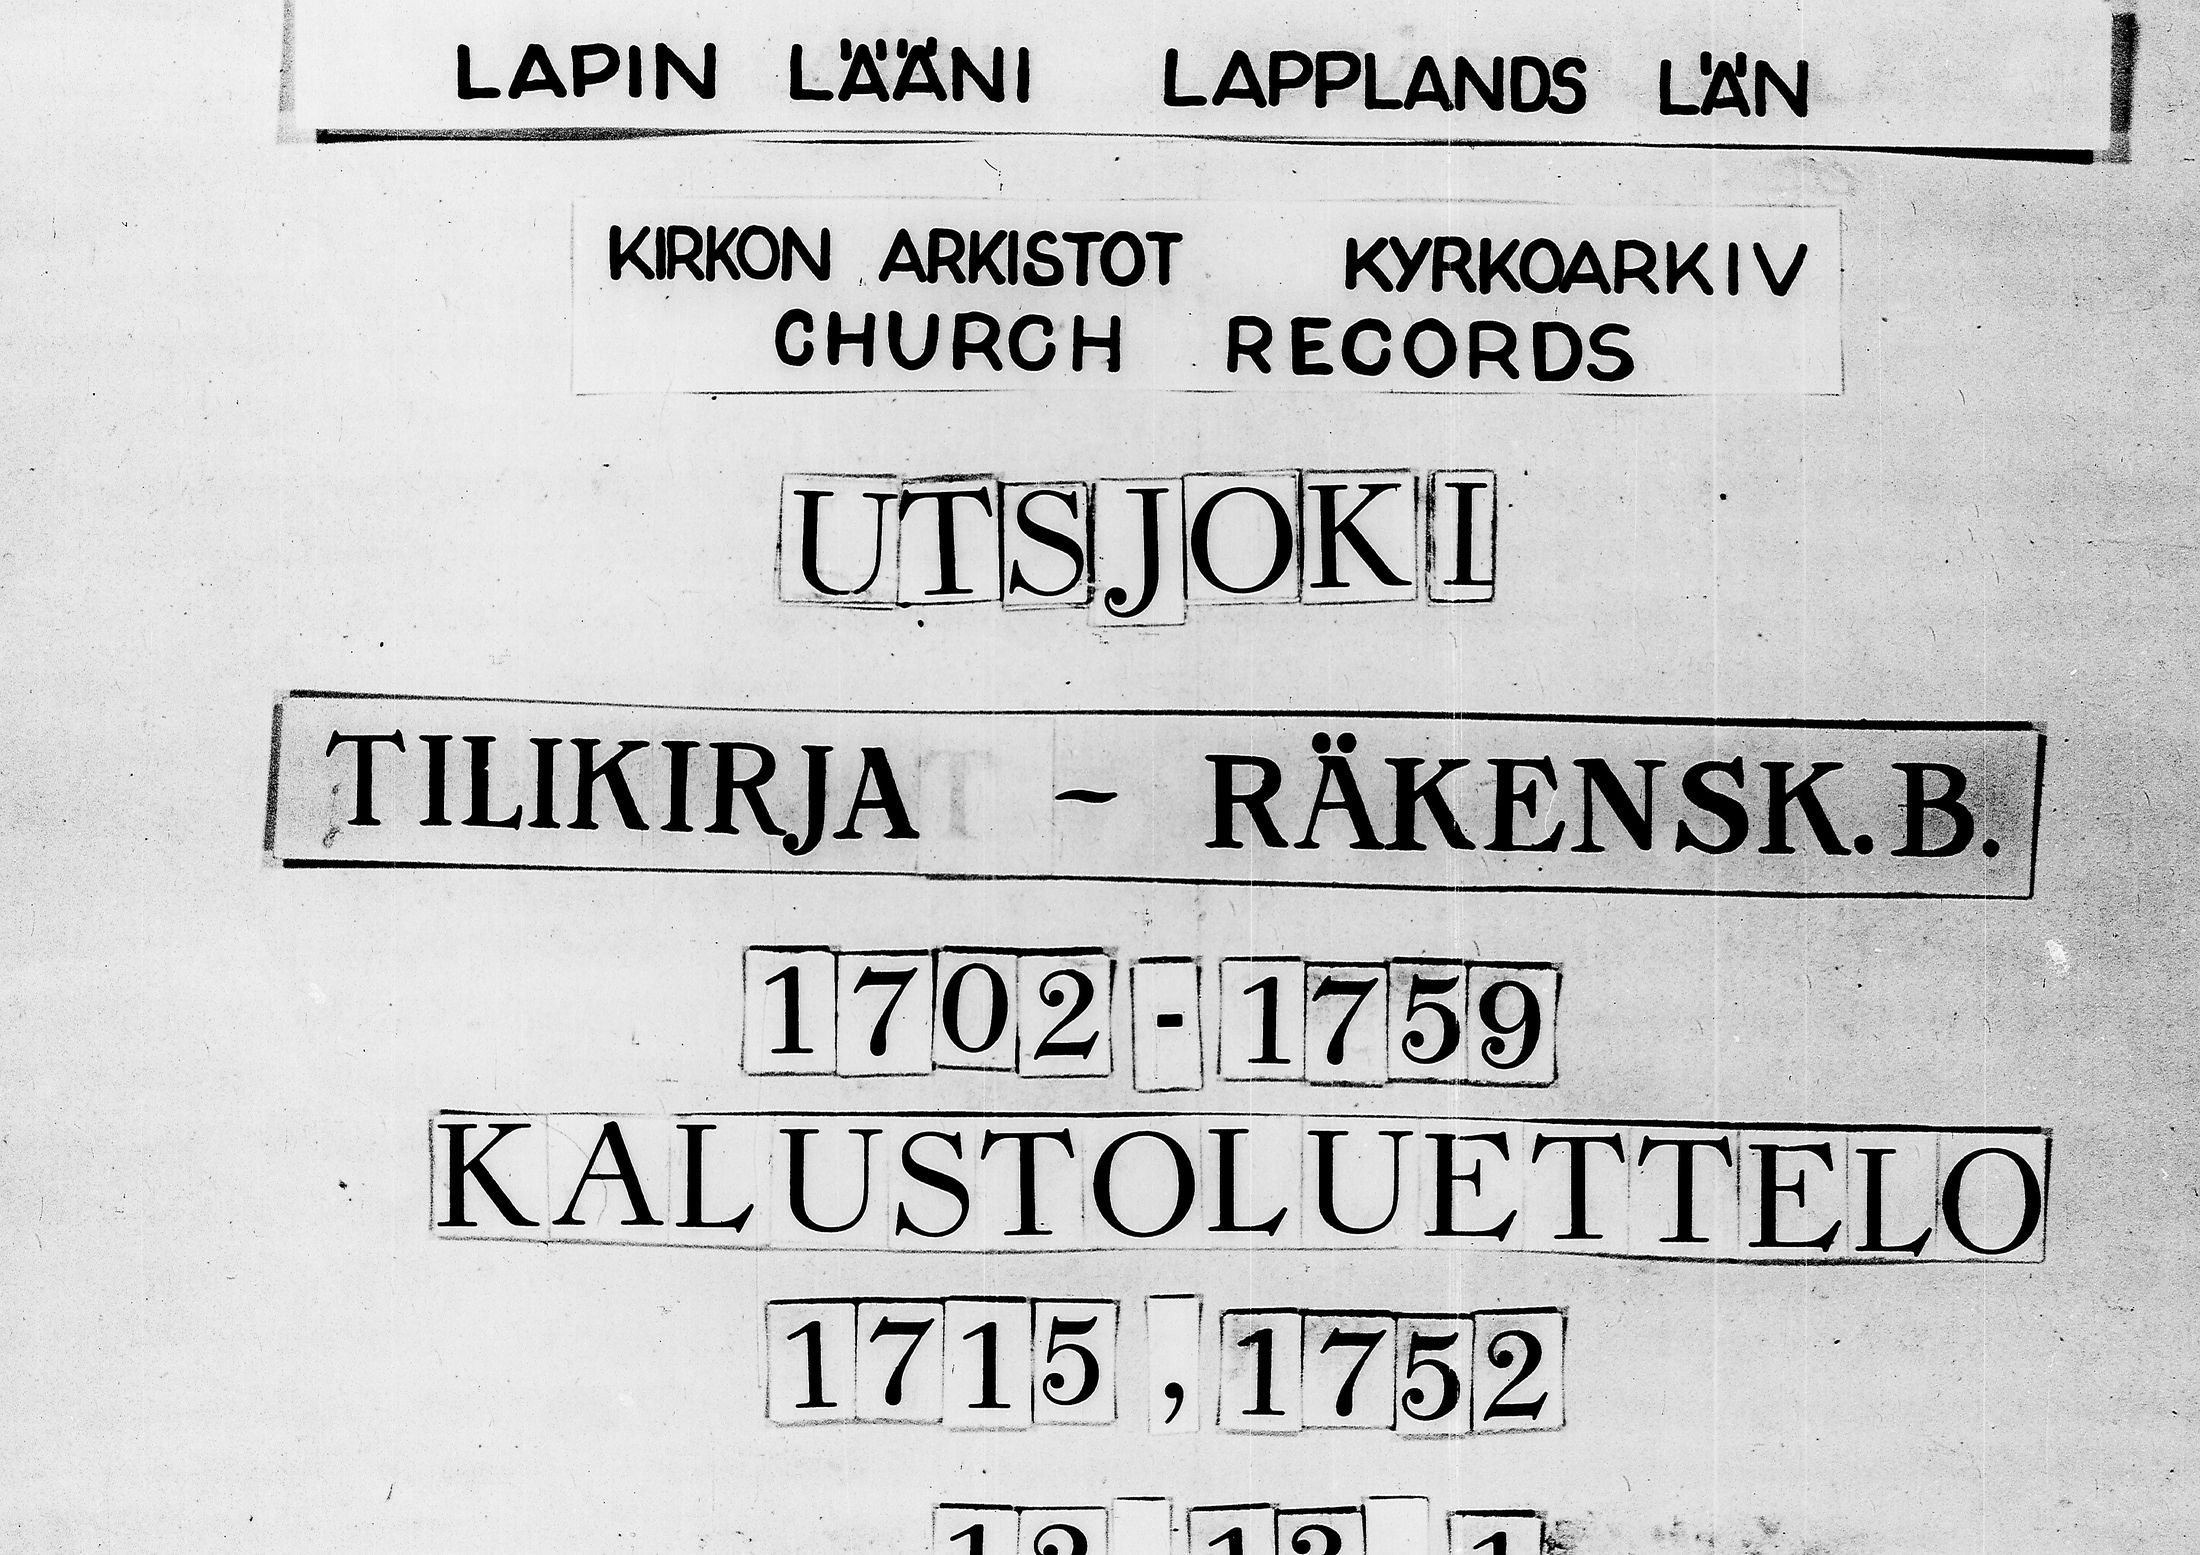 LAPIN LÄÄNI LAPPLANDS LÄN
KIRKON ARKISTOT KYRKOARKIV
CHURCH RECORDS
UTSJOKI
TILIKIRJA - RÄKENSK. B.
1702 - 1759
KALUSTOLUETTELO
1715 , 1752